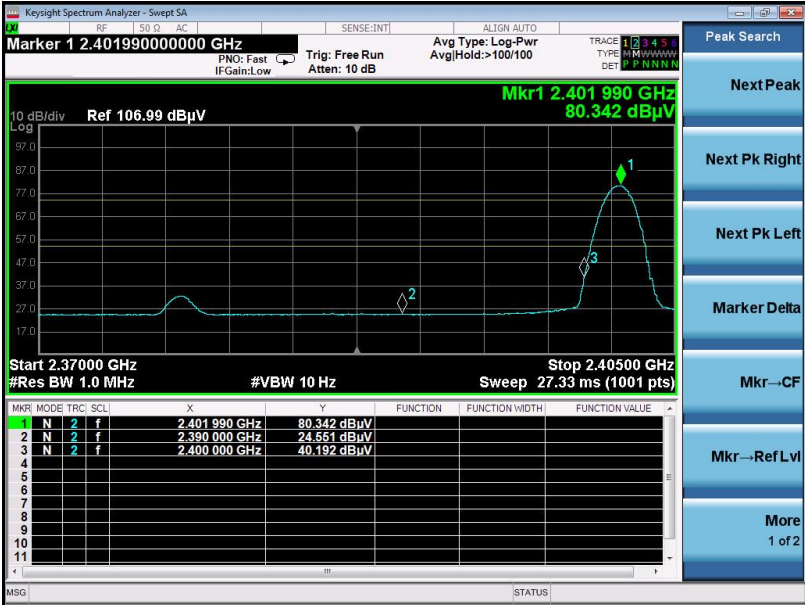 Keysight Spectrum Analyzer - Swept SA
RF 50 Ω AC SENSE:INT ALIGN AUTO
Marker 1 2.401990000000 GHz
PNO: Fast
IFGain:Low
Trig: Free Run
Atten: 10 dB
Avg Type: Log-Pwr
Avg|Hold:>100/100
TRACE 1 2 3 4 5 6
TYPE M M W W W W
DET P P N N N N
Mkr1 2.401 990 GHz
80.342 dBµV
10 dB/div Ref 106.99 dBµV
Log
97.0
87.0
77.0
67.0
57.0
47.0
37.0
27.0
17.0
1
2
3
Start 2.37000 GHz
Stop 2.40500 GHz
#Res BW 1.0 MHz
#VBW 10 Hz
Sweep 27.33 ms (1001 pts)
MKR MODE TRC SCL X Y FUNCTION FUNCTION WIDTH FUNCTION VALUE
1 N 2 f 2.401 990 GHz 80.342 dBµV
2 N 2 f 2.390 000 GHz 24.551 dBµV
3 N 2 f 2.400 000 GHz 40.192 dBµV
4
5
6
7
8
9
10
11
MSG
STATUS
Peak Search
Next Peak
Next Pk Right
Next Pk Left
Marker Delta
Mkr→CF
Mkr→Ref Lvl
More
1 of 2